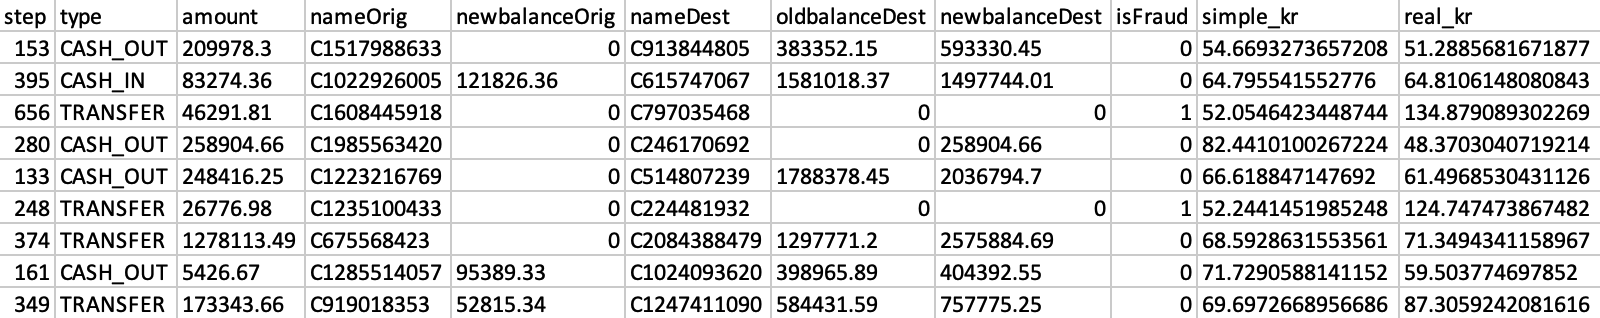 step type amount nameOrig newbalanceOrig nameDest oldbalanceDest newbalanceDest isFraud simple_kr real_kr
153 CASH_OUT 209978.3 C1517988633 0 C913844805 383352.15 593330.45 0 54.6693273657208 51.2885681671877
395 CASH_IN 83274.36 C1022926005 121826.36 C615747067 1581018.37 1497744.01 0 64.795541552776 64.8106148080843
656 TRANSFER 46291.81 C1608445918 0 C797035468 0 0 1 52.0546423448744 134.879089302269
280 CASH_OUT 258904.66 C1985563420 0 C246170692 0 258904.66 0 82.4410100267224 48.3703040719214
133 CASH_OUT 248416.25 C1223216769 0 C514807239 1788378.45 2036794.7 0 66.618847147692 61.4968530431126
248 TRANSFER 26776.98 C1235100433 0 C224481932 0 0 1 52.2441451985248 124.747473867482
374 TRANSFER 1278113.49 C675568423 0 C2084388479 1297771.2 2575884.69 0 68.5928631553561 71.3494341158967
161 CASH_OUT 5426.67 C1285514057 95389.33 C1024093620 398965.89 404392.55 0 71.7290588141152 59.503774697852
349 TRANSFER 173343.66 C919018353 52815.34 C1247411090 584431.59 757775.25 0 69.6972668956686 87.3059242081616